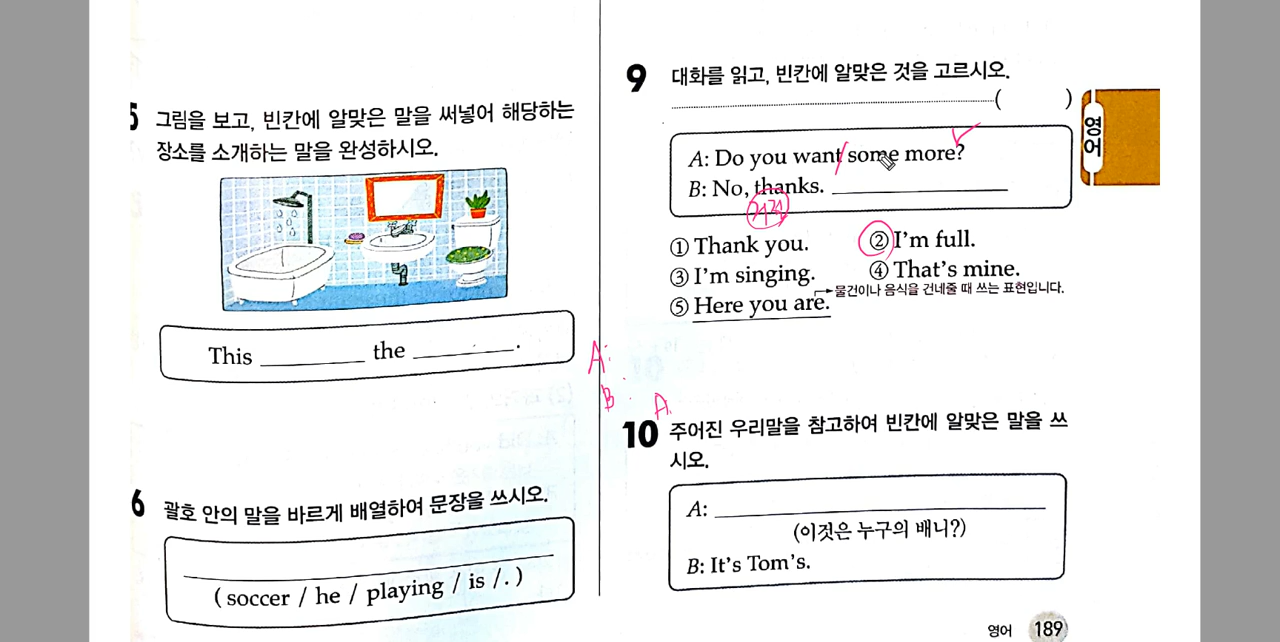 5 그림을 보고, 빈칸에 알맞은 말을 써넣어 해당하는
장소를 소개하는 말을 완성하시오.
This ________ the ________.
6 괄호 안의 말을 바르게 배열하여 문장을 쓰시오.
( soccer / he / playing / is /. )
9 대화를 읽고, 빈칸에 알맞은 것을 고르시오.
( )
A: Do you want some more?
B: No, thanks. ________
거절
① Thank you. ② I'm full.
③ I'm singing. ④ That's mine.
물건이나 음식을 건네줄 때 쓰는 표현입니다.
⑤ Here you are.
A:
B.
A.
10 주어진 우리말을 참고하여 빈칸에 알맞은 말을 쓰
시오.
A: ________
(이것은 누구의 배니?)
B: It's Tom's.
영어
영어 189